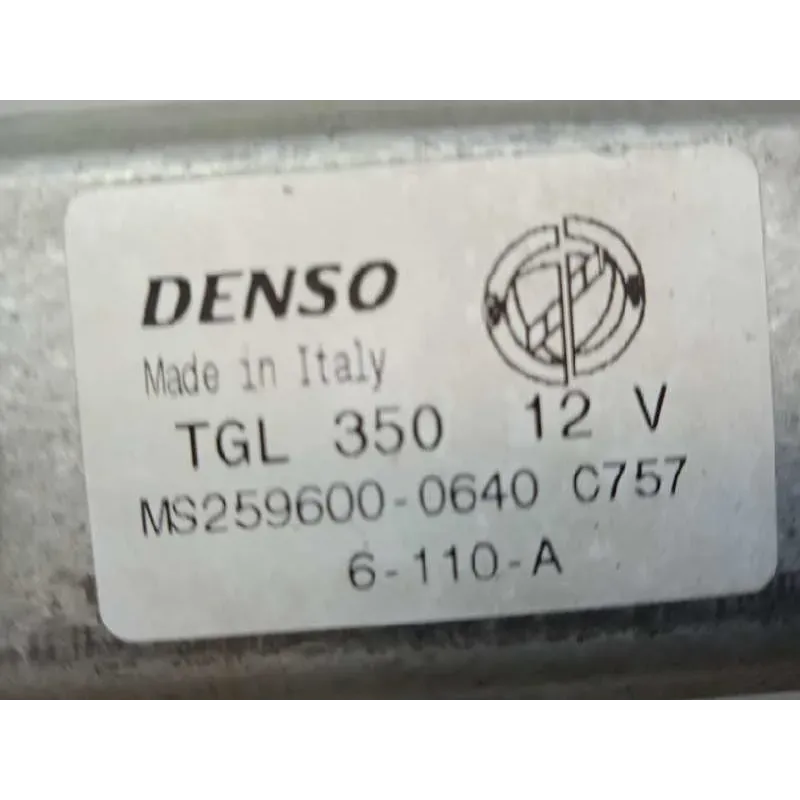 DENSO
Made in Italy
TGL 350 12 V
MS259600-0640 C757
6-110-A